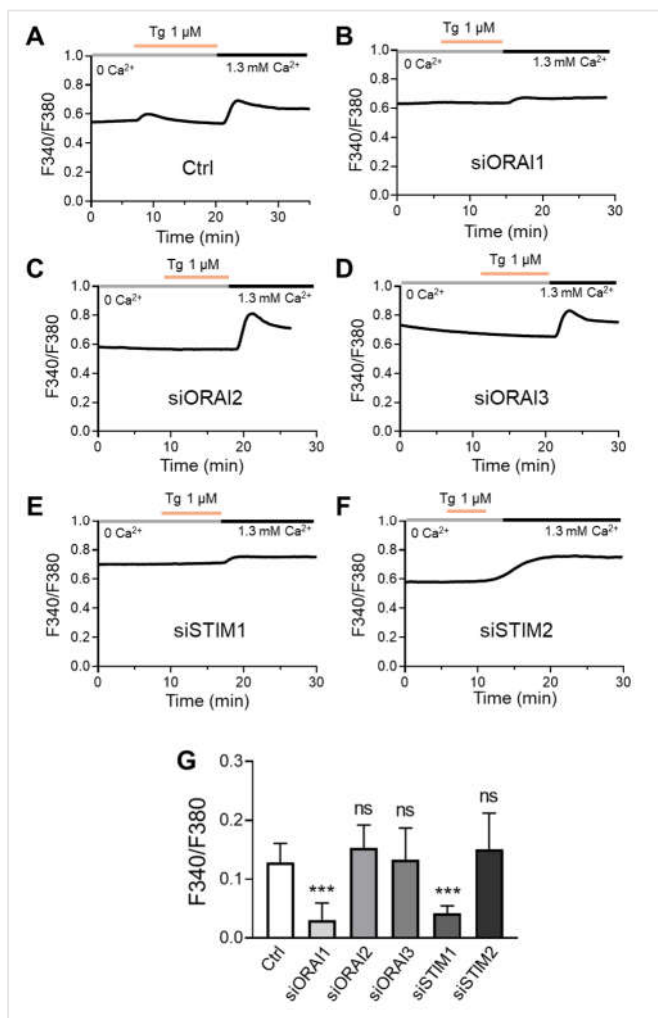 A
Tg 1 µM
0 Ca²⁺
1.3 mM Ca²⁺
F340/F380
1.0
0.8
0.6
0.4
0.2
0.0
Ctrl
0 10 20 30
Time (min)
B
Tg 1 µM
0 Ca²⁺
1.3 mM Ca²⁺
F340/F380
1.0
0.8
0.6
0.4
0.2
0.0
siORAI1
0 10 20 30
Time (min)
C
Tg 1 µM
0 Ca²⁺
1.3 mM Ca²⁺
F340/F380
1.0
0.8
0.6
0.4
0.2
0.0
siORAI2
0 10 20 30
Time (min)
D
Tg 1 µM
0 Ca²⁺
1.3 mM Ca²⁺
F340/F380
1.0
0.8
0.6
0.4
0.2
0.0
siORAI3
0 10 20 30
Time (min)
E
Tg 1 µM
0 Ca²⁺
1.3 mM Ca²⁺
F340/F380
1.0
0.8
0.6
0.4
0.2
0.0
siSTIM1
0 10 20 30
Time (min)
F
Tg 1 µM
0 Ca²⁺
1.3 mM Ca²⁺
F340/F380
1.0
0.8
0.6
0.4
0.2
0.0
siSTIM2
0 10 20 30
Time (min)
G
F340/F380
0.3
0.2
0.1
0.0
***
ns
ns
***
ns
Ctrl
siORAI1
siORAI2
siORAI3
siSTIM1
siSTIM2